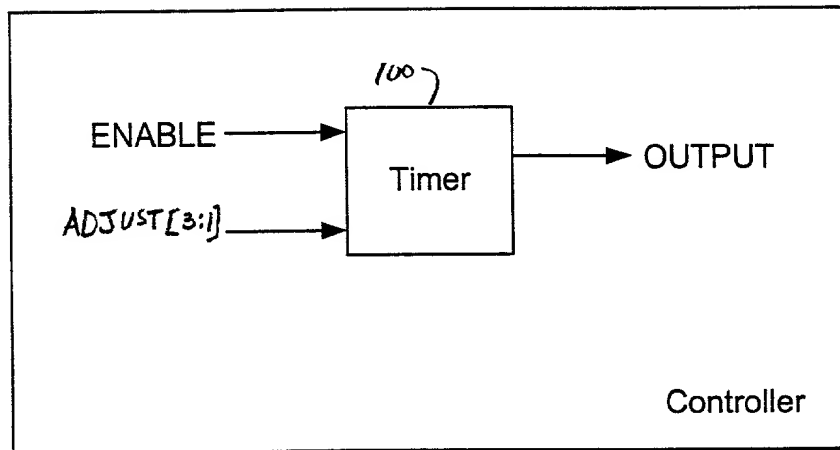 100
ENABLE
Timer
OUTPUT
ADJUST[3:1]
Controller